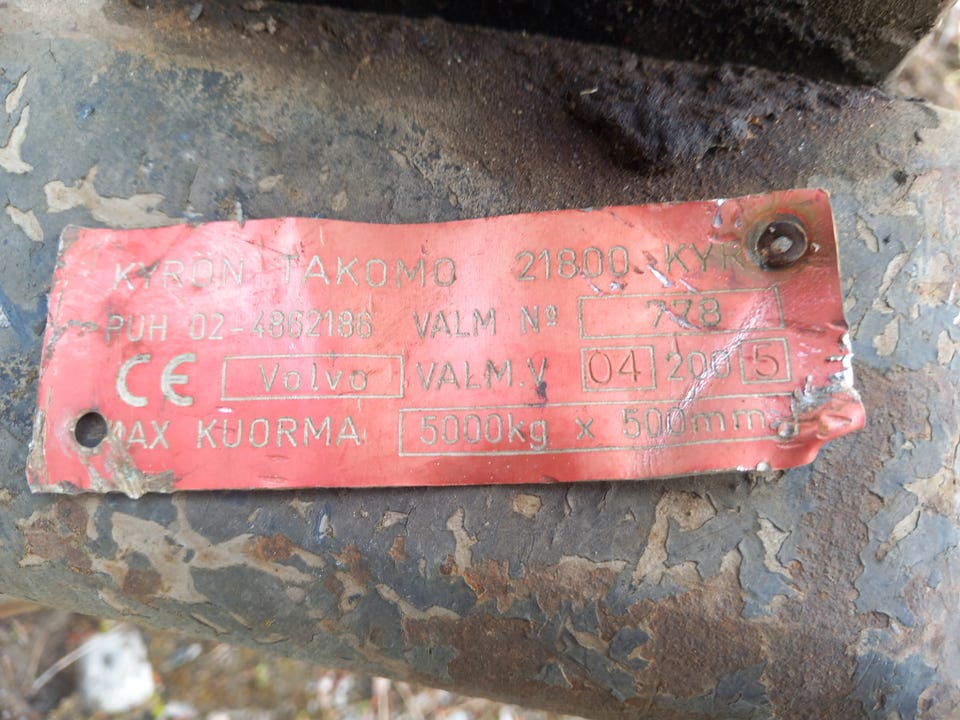 KYRÖN TAKOMO 21800 KYR
PUH 02-4862186 VALM Nº 778
CE Volvo VALM.V 04 2005
MAX KUORMA 5000kg x 500mm